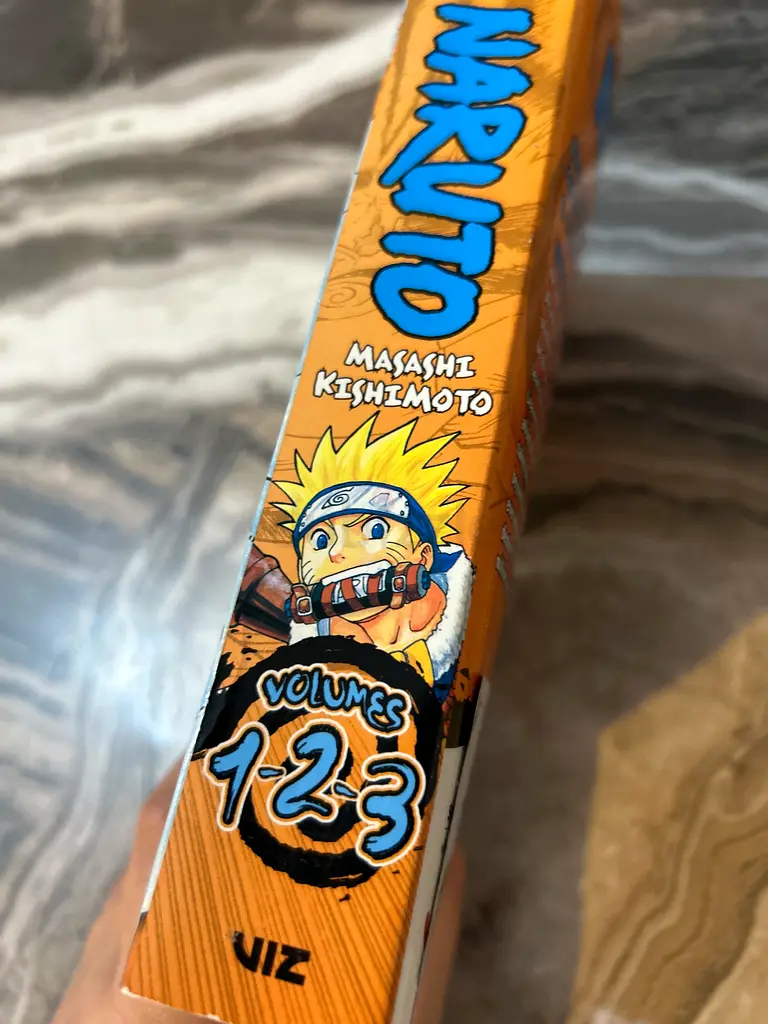 NARUTO
MASASHI
KISHIMOTO
VOLUMES
1-2-3
VIZ